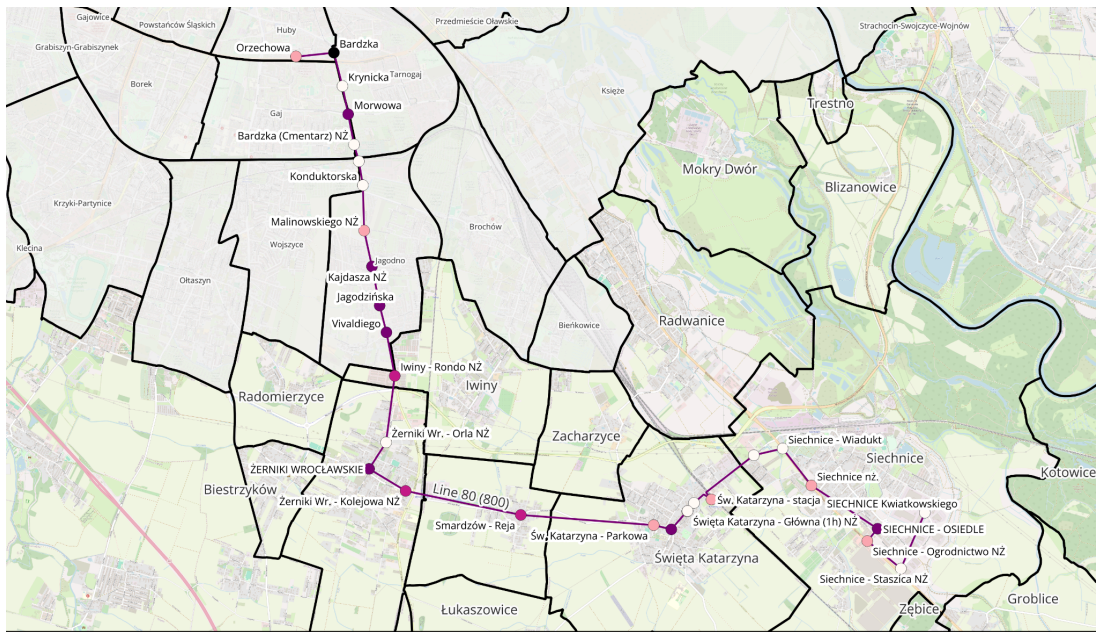 Gajowice
Powstańców Śląskich
Huby
Przedmieście Oławskie
Strachocin-Swojczyce-Wojnów
Grabiszyn-Grabiszynek
Orzechowa
Bardzka
Borek
Krynicka
Tarnogaj
Księże
Trestno
Gaj
Morwowa
Bardzka (Cmentarz) NŻ
Mokry Dwór
Konduktorska
Blizanowice
Krzyki-Partynice
Malinowskiego NŻ
Brochów
Klecina
Wojszyce
Jagodno
Kajdasza NŻ
Ołtaszyn
Jagodzińska
Vivaldiego
Bieńkowice
Radwanice
Iwiny - Rondo NŻ
Iwiny
Radomierzyce
Żerniki Wr. - Orla NŻ
Zacharzyce
Siechnice - Wiadukt
Siechnice
ŻERNIKI WROCŁAWSKIE
Kotowice
Siechnice nż.
Biestrzyków
Żerniki Wr. - Kolejowa NŻ
Line 80 (800)
Św. Katarzyna - stacja
SIECHNICE Kwiatkowskiego
Smardzów - Reja
Święta Katarzyna - Główna (1h) NŻ
SIECHNICE - OSIEDLE
Św. Katarzyna - Parkowa
Siechnice - Ogrodnictwo NŻ
Święta Katarzyna
Siechnice - Staszica NŻ
Łukaszowice
Żębice
Groblice